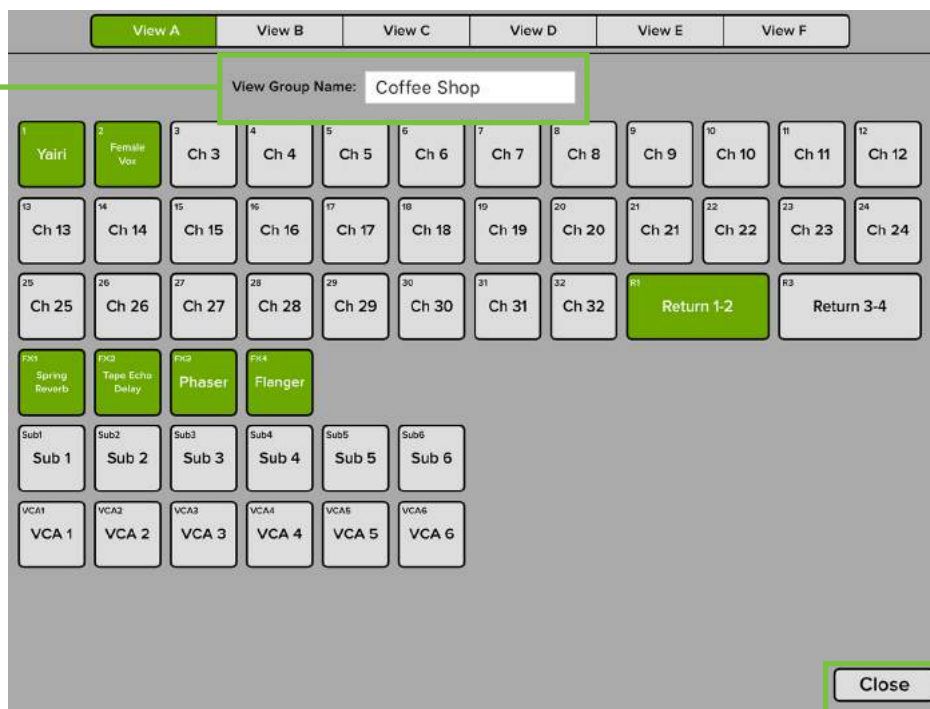 View A View B View C View D View E View F
View Group Name: Coffee Shop
1 2 3 4 5 6 7 8 9 10 11 12
Yairi Female Vox Ch 3 Ch 4 Ch 5 Ch 6 Ch 7 Ch 8 Ch 9 Ch 10 Ch 11 Ch 12
13 14 15 16 17 18 19 20 21 22 23 24
Ch 13 Ch 14 Ch 15 Ch 16 Ch 17 Ch 18 Ch 19 Ch 20 Ch 21 Ch 22 Ch 23 Ch 24
25 26 27 28 29 30 31 32 R1 R3
Ch 25 Ch 26 Ch 27 Ch 28 Ch 29 Ch 30 Ch 31 Ch 32 Return 1-2 Return 3-4
FX1 FX2 FX3 FX4
Spring Reverb Tape Echo Delay Phaser Flanger
Sub1 Sub2 Sub3 Sub4 Sub5 Sub6
Sub 1 Sub 2 Sub 3 Sub 4 Sub 5 Sub 6
VCA1 VCA2 VCA3 VCA4 VCA5 VCA6
VCA 1 VCA 2 VCA 3 VCA 4 VCA 5 VCA 6
Close